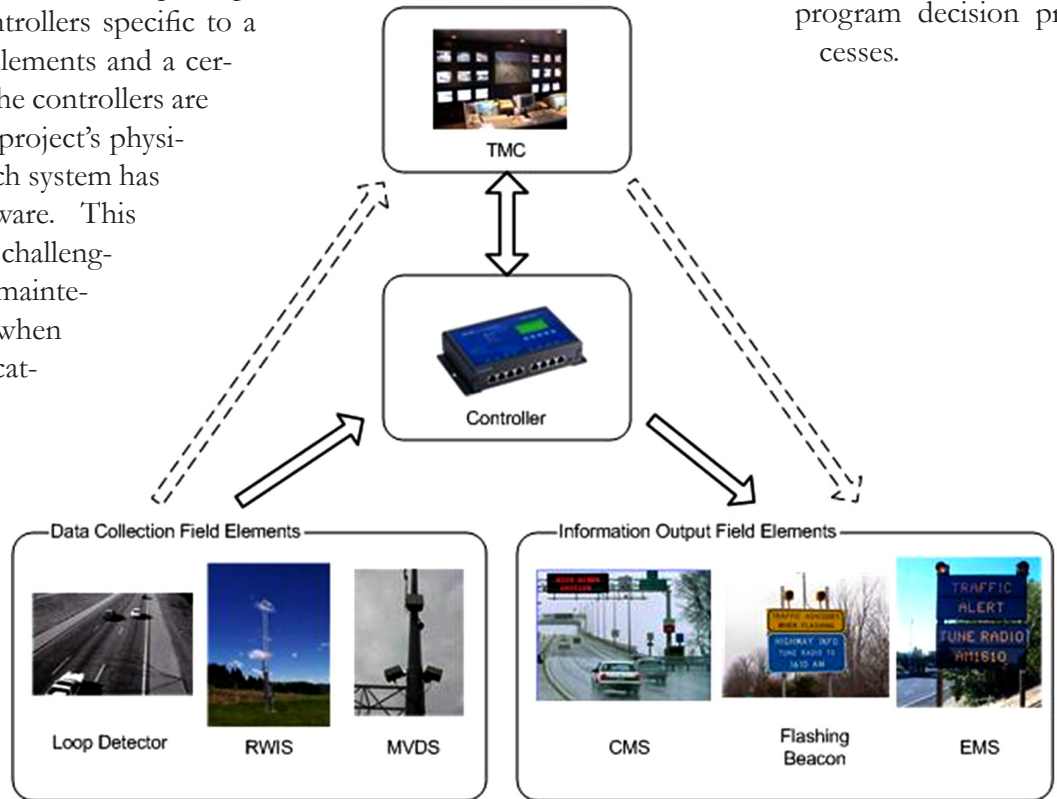 ntrollers specific to a
lements and a cer-
he controllers are
project’s physi-
ch system has
ware. This
challeng-
mainte-
when
cat-
program decision pr
cesses.
TMC
Controller
Data Collection Field Elements
Loop Detector
RWIS
MVDS
Information Output Field Elements
TRAFFIC ADVISORY
WHEN FLASHING
HIGHWAY INFO
TUNE RADIO TO
1610 AM
TRAFFIC
ALERT
TUNE RADIO
AM1610
CMS
Flashing
Beacon
EMS